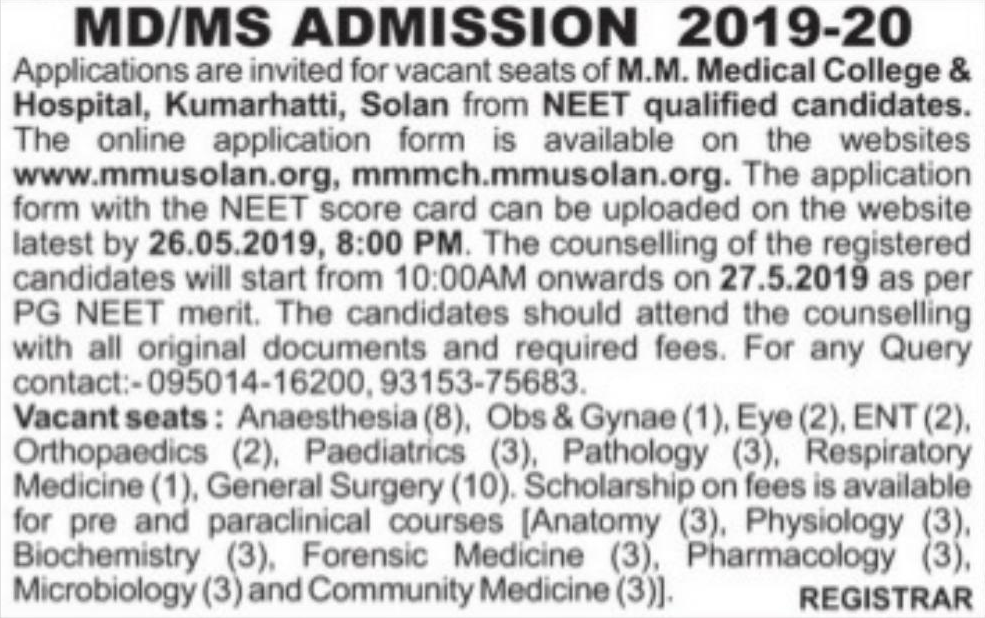 MD/MS ADMISSION 2019-20
Applications are invited for vacant seats of M.M. Medical College &
Hospital, Kumarhatti, Solan from NEET qualified candidates.
The online application form is available on the websites
www.mmusolan.org, mmmch.mmusolan.org. The application
form with the NEET score card can be uploaded on the website
latest by 26.05.2019, 8:00 PM. The counselling of the registered
candidates will start from 10:00AM onwards on 27.5.2019 as per
PG NEET merit. The candidates should attend the counselling
with all original documents and required fees. For any Query
contact:- 095014-16200, 93153-75683.
Vacant seats : Anaesthesia (8), Obs & Gynae (1), Eye (2), ENT (2),
Orthopaedics (2), Paediatrics (3), Pathology (3), Respiratory
Medicine (1), General Surgery (10). Scholarship on fees is available
for pre and paraclinical courses [Anatomy (3), Physiology (3),
Biochemistry (3), Forensic Medicine (3), Pharmacology (3),
Microbiology (3) and Community Medicine (3)].
REGISTRAR